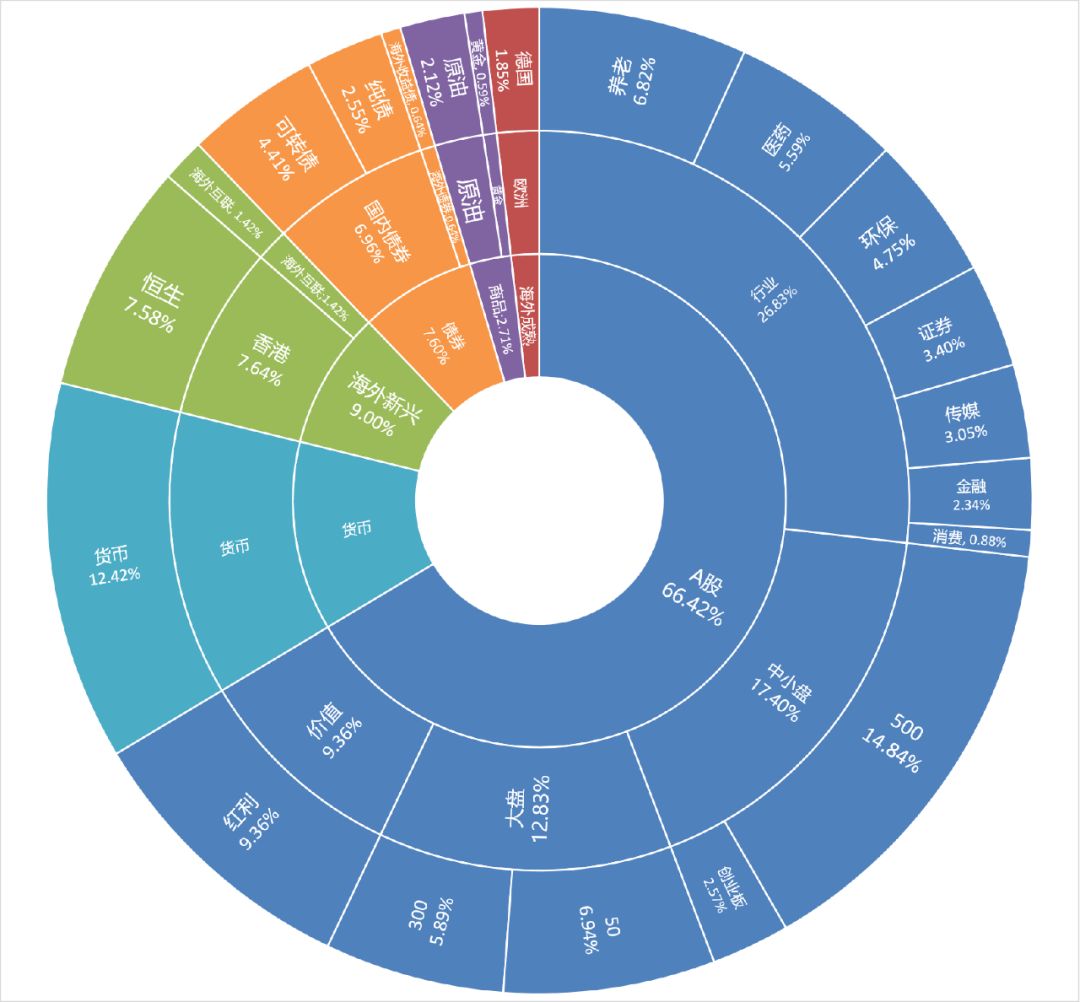 养老
6.82%
医药
5.59%
环保
4.75%
证券
3.40%
传媒
3.05%
金融
2.34%
消费, 0.88%
500
14.84%
创业板
2.57%
50
6.94%
300
5.89%
红利
9.36%
货币
12.42%
恒生
7.58%
海外互联, 1.42%
可转债
4.41%
纯债
2.55%
海外收益债, 0.64%
原油
2.12%
黄金, 0.59%
德国
1.85%
行业
26.83%
中小盘
17.40%
大盘
12.83%
价值
9.36%
货币
香港
7.64%
海外互联;1.42%
国内债券
6.96%
海外债券, 0.64%
原油
黄金
欧洲
A股
66.42%
货币
海外新兴
9.00%
债券
7.60%
商品;2.71%
海外成熟;